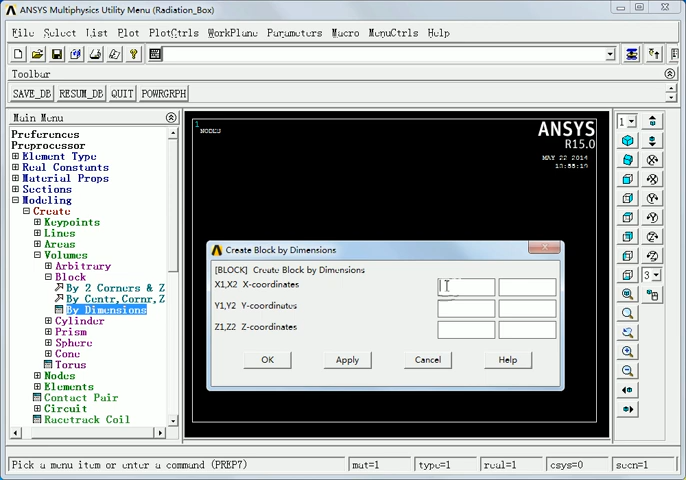 ANSYS Multiphysics Utility Menu (Radiation_Box)
File Select List Plot PlotCtrls WorkPlane Parameters Macro MenuCtrls Help
Toolbar
SAVE_DB RESUM_DB QUIT POWRGRPH
Main Menu
Preferences
Preprocessor
Element Type
Real Constants
Material Props
Sections
Modeling
Create
Keypoints
Lines
Areas
Volumes
Arbitrary
Block
By 2 Corners & Z
By Centr,Cornr,Z
By Dimensions
Cylinder
Prism
Sphere
Cone
Torus
Nodes
Elements
Contact Pair
Circuit
Racetrack Coil
1
NODES
ANSYS
R15.0
MAY 22 2014
Create Block by Dimensions
[BLOCK] Create Block by Dimensions
X1,X2 X-coordinates
Y1,Y2 Y-coordinates
Z1,Z2 Z-coordinates
OK Apply Cancel Help
1
3
Pick a menu item or enter a command (PREP7)
mat=1 type=1 real=1 csys=0 secn=1